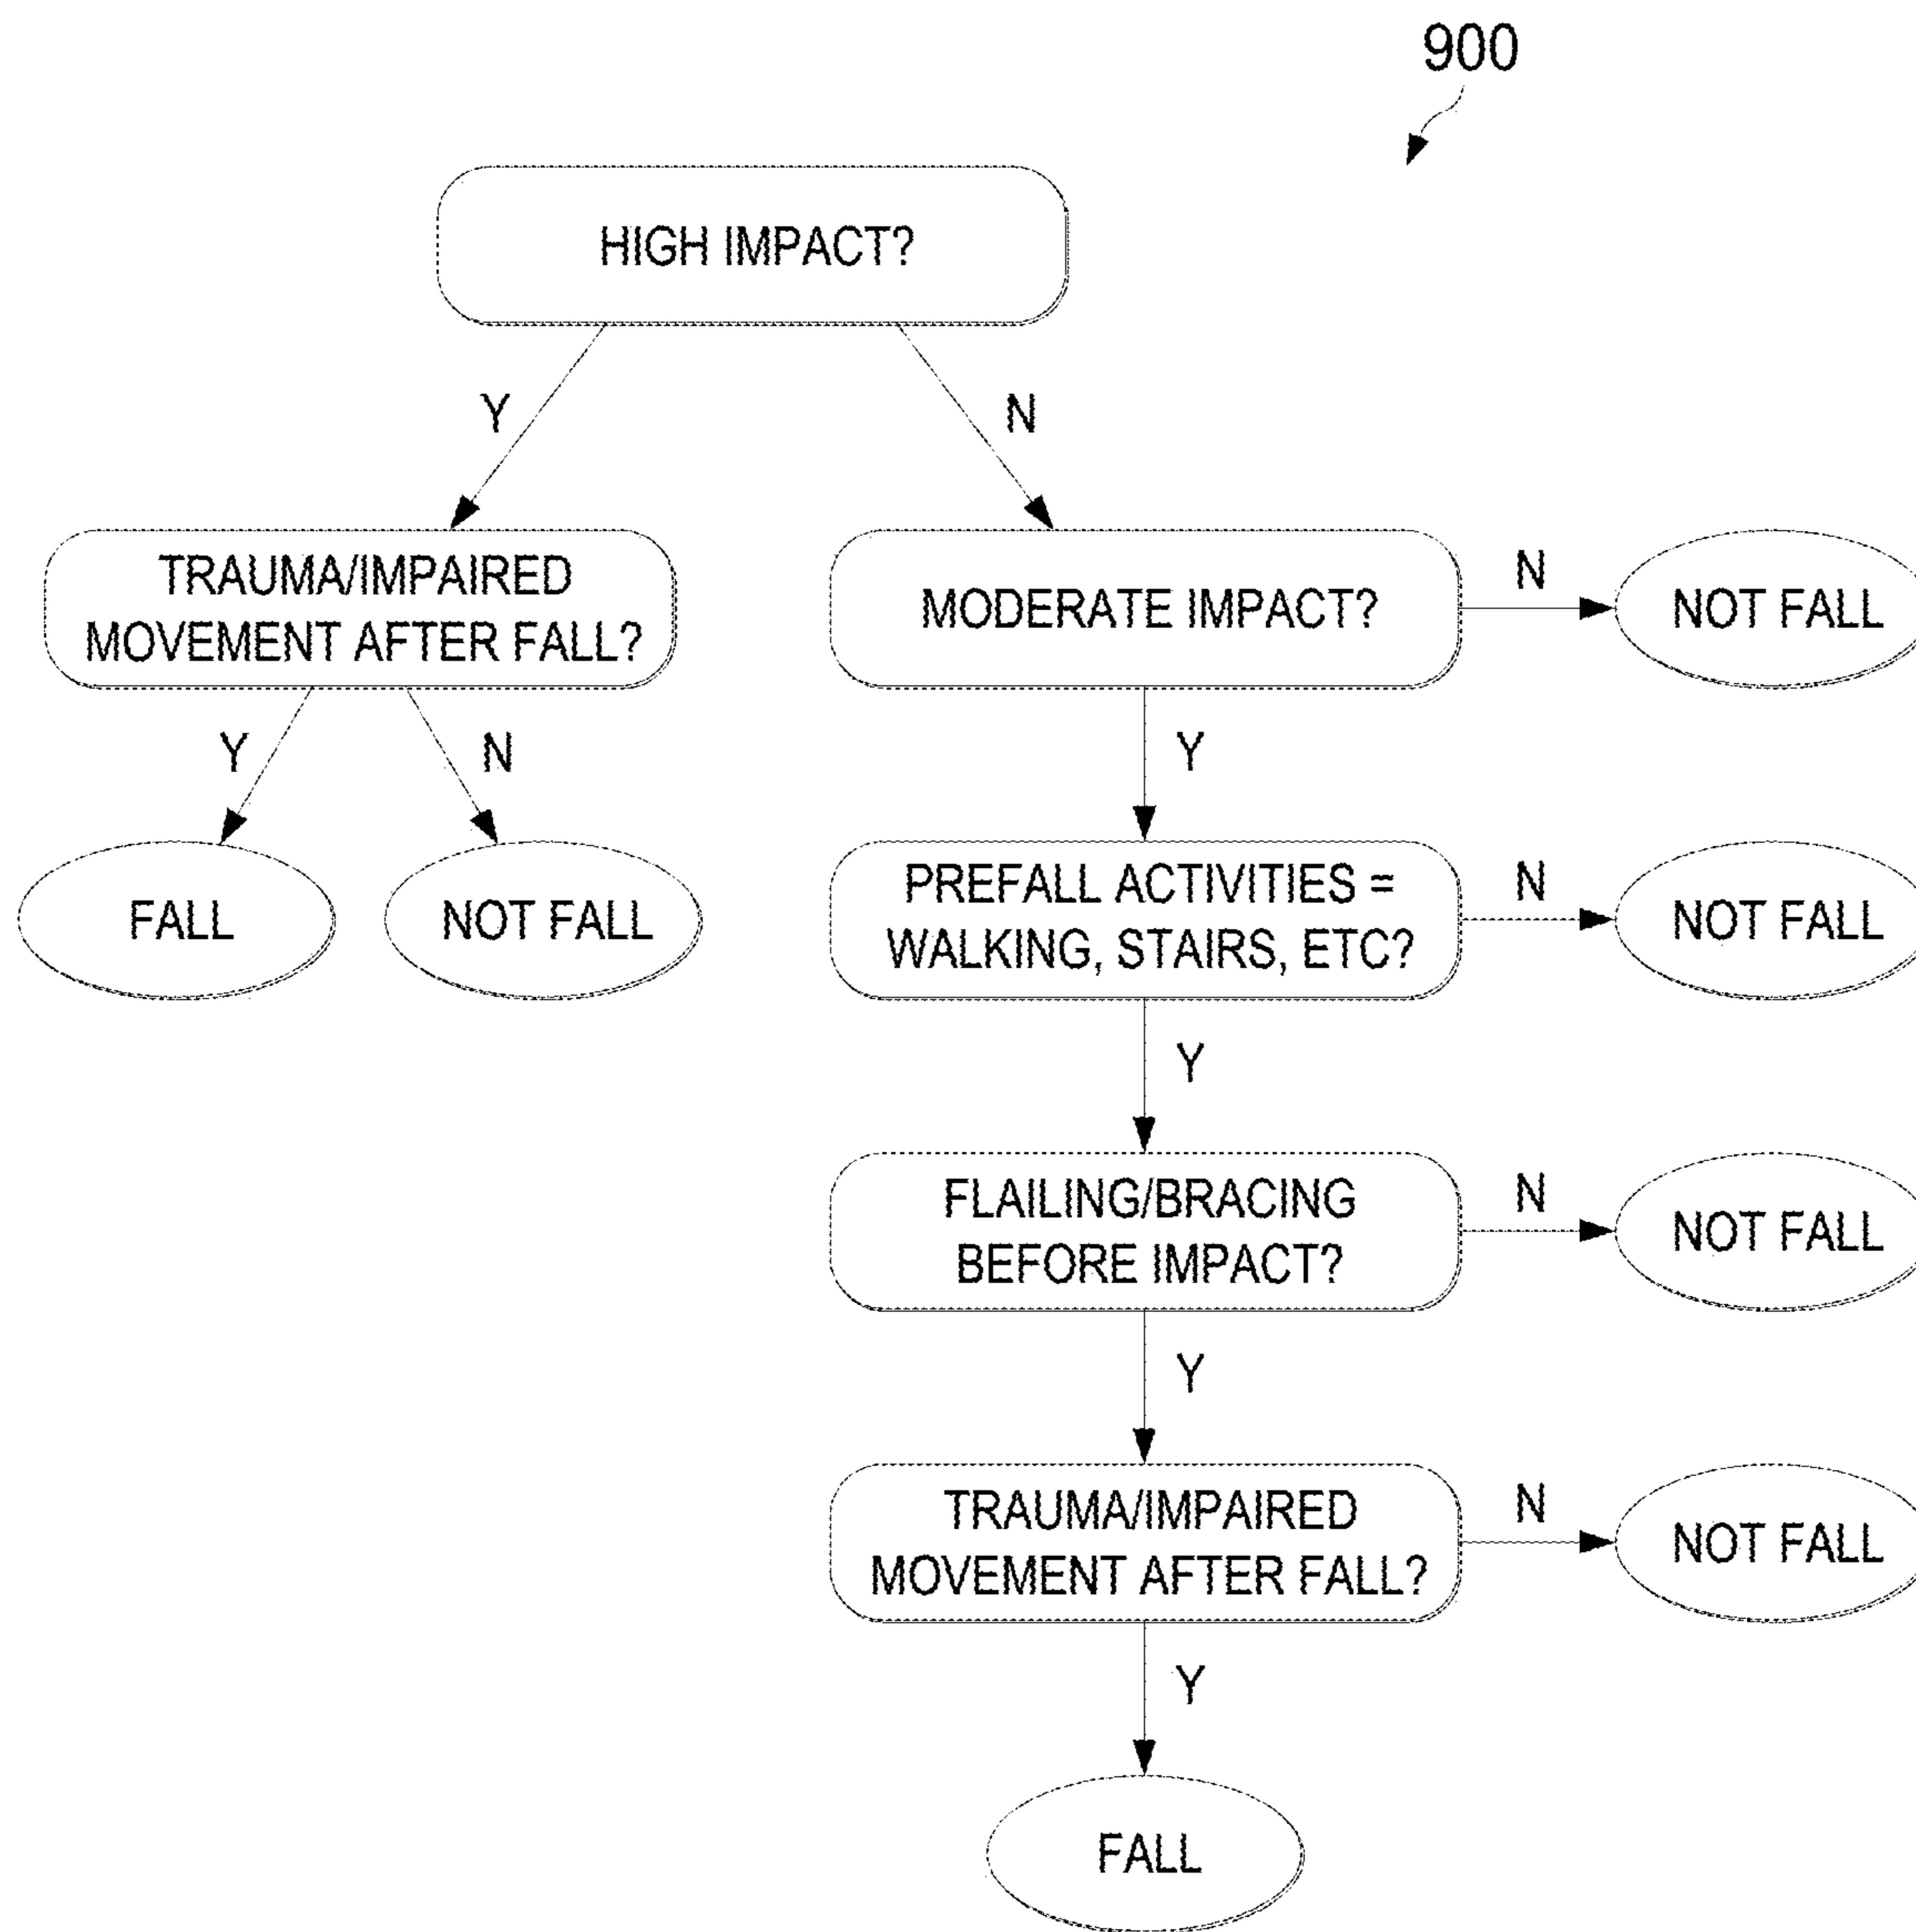 900
HIGH IMPACT?
Y
N
TRAUMA/IMPAIRED
MOVEMENT AFTER FALL?
MODERATE IMPACT?
N
NOT FALL
Y
N
Y
FALL
NOT FALL
PREFALL ACTIVITIES =
WALKING, STAIRS, ETC?
N
NOT FALL
Y
FLAILING/BRACING
BEFORE IMPACT?
N
NOT FALL
Y
TRAUMA/IMPAIRED
MOVEMENT AFTER FALL?
N
NOT FALL
Y
FALL